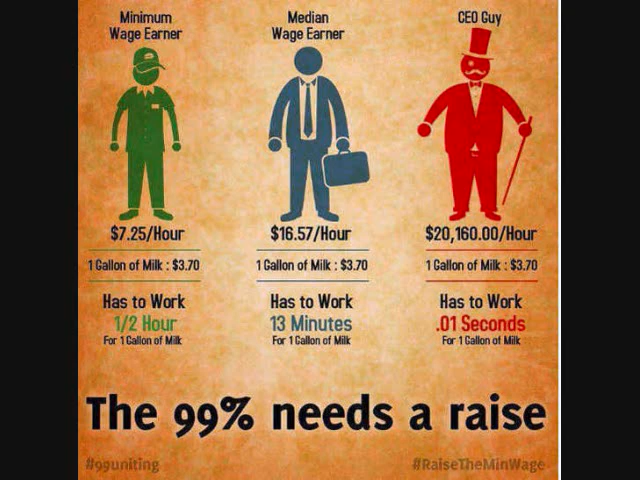 Minimum
Wage Earner
Median
Wage Earner
CEO Guy
$7.25/Hour
$16.57/Hour
$20,160.00/Hour
1 Gallon of Milk : $3.70
1 Gallon of Milk : $3.70
1 Gallon of Milk : $3.70
Has to Work
1/2 Hour
For 1 Gallon of Milk
Has to Work
13 Minutes
For 1 Gallon of Milk
Has to Work
.01 Seconds
For 1 Gallon of Milk
The 99% needs a raise
#99uniting
#RaiseTheMinWage